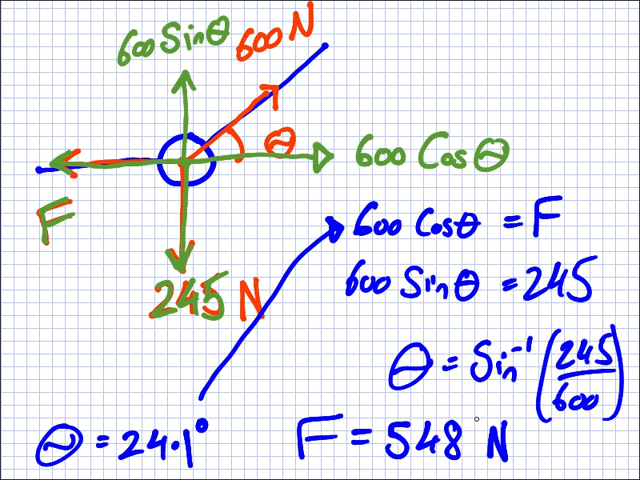 600 Sinθ 600 N
θ 600 Cosθ
F
600 Cosθ = F
245 N 600 Sinθ = 245
θ = Sin⁻¹ (245/600)
θ = 24.1° F = 548 N